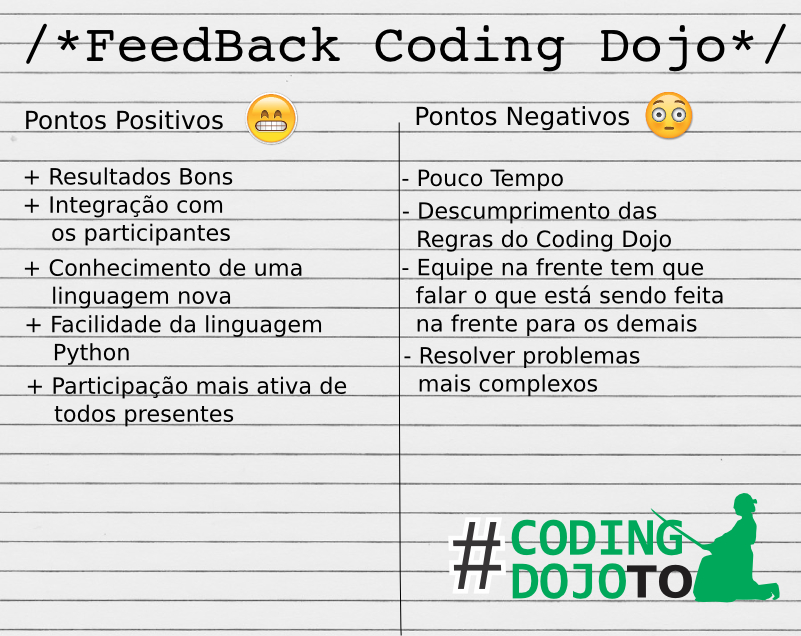 /*FeedBack Coding Dojo*/
Pontos Positivos
+ Resultados Bons
+ Integração com
os participantes
+ Conhecimento de uma
linguagem nova
+ Facilidade da linguagem
Python
+ Participação mais ativa de
todos presentes
Pontos Negativos
- Pouco Tempo
- Descumprimento das
Regras do Coding Dojo
- Equipe na frente tem que
falar o que está sendo feita
na frente para os demais
- Resolver problemas
mais complexos
#CODING
DOJOTO